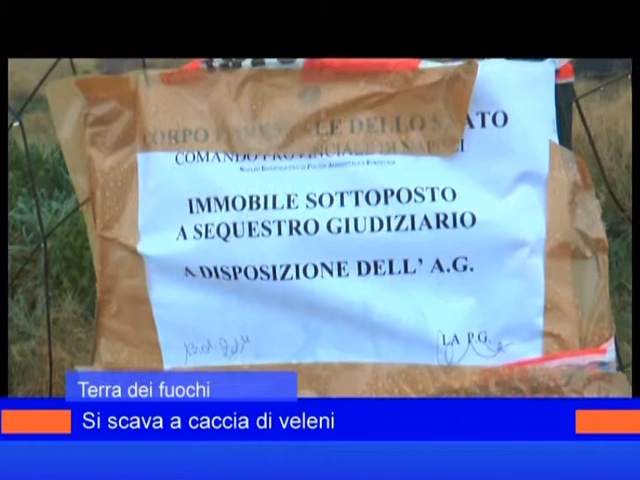 CORPO FORESTALE DELLO STATO
COMANDO PROVINCIALE DI NAPOLI
IMMOBILE SOTTOPOSTO
A SEQUESTRO GIUDIZIARIO
A DISPOSIZIONE DELL' A.G.
LA P.G.
Terra dei fuochi
Si scava a caccia di veleni